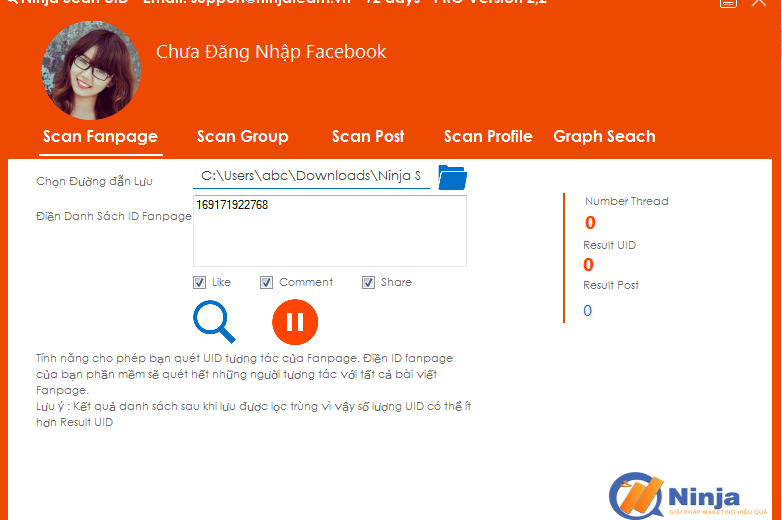 Ninja Scan UID - Email: support@ninjateam.vn - 72 days - PRO Version 2,2
Chưa Đăng Nhập Facebook
Scan Fanpage
Scan Group
Scan Post
Scan Profile
Graph Seach
Chọn Đường đẫn Lưu
C:\Users\abc\Downloads\Ninja S
Điền Danh Sách ID Fanpage
169171922768
Like
Comment
Share
Number Thread
0
Result UID
0
Result Post
0
Tính năng cho phép bạn quét UID tương tác của Fanpage. Điền ID fanpage
của bạn phần mềm sẽ quét hết những người tương tác với tất cả bài viết
Fanpage.
Lưu ý : Kết quả danh sách sau khi lưu được lọc trùng vì vậy số lượng UID có thể ít
hơn Result UID
Ninja
GIẢI PHÁP MAKETING HIỆU QUẢ